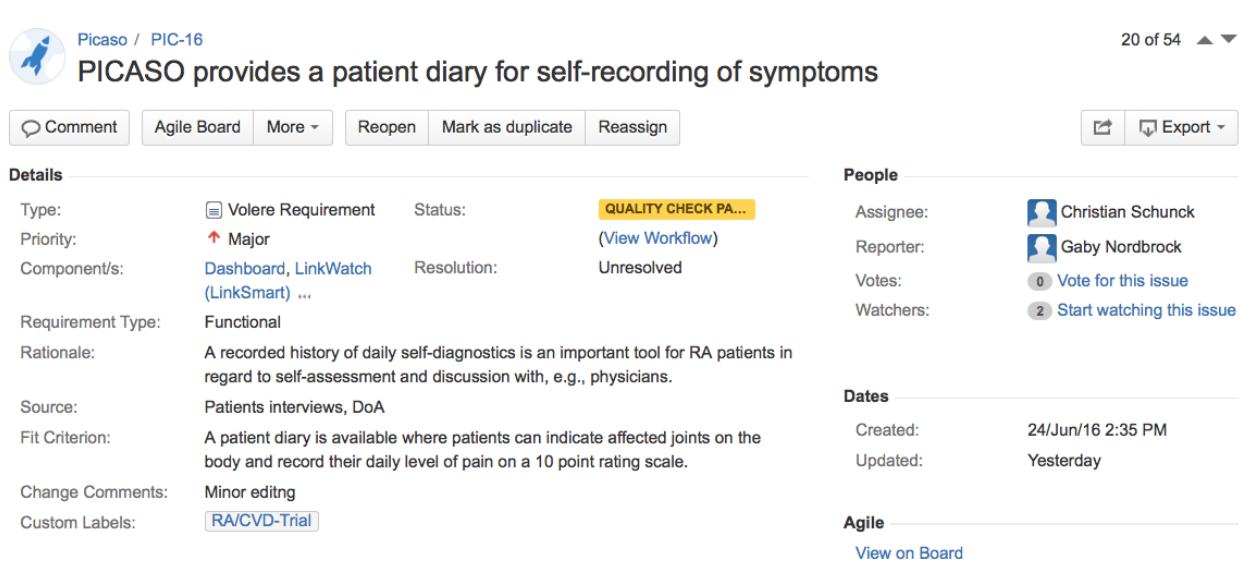 Picaso / PIC-16
20 of 54
PICASO provides a patient diary for self-recording of symptoms
Comment Agile Board More Reopen Mark as duplicate Reassign Export
Details
Type: Volere Requirement Status: QUALITY CHECK PA...
Priority: Major (View Workflow)
Component/s: Dashboard, LinkWatch Resolution: Unresolved
(LinkSmart) ...
Requirement Type: Functional
Rationale: A recorded history of daily self-diagnostics is an important tool for RA patients in
regard to self-assessment and discussion with, e.g., physicians.
Source: Patients interviews, DoA
Fit Criterion: A patient diary is available where patients can indicate affected joints on the
body and record their daily level of pain on a 10 point rating scale.
Change Comments: Minor editng
Custom Labels: RA/CVD-Trial
People
Assignee: Christian Schunck
Reporter: Gaby Nordbrock
Votes: 0 Vote for this issue
Watchers: 2 Start watching this issue
Dates
Created: 24/Jun/16 2:35 PM
Updated: Yesterday
Agile
View on Board